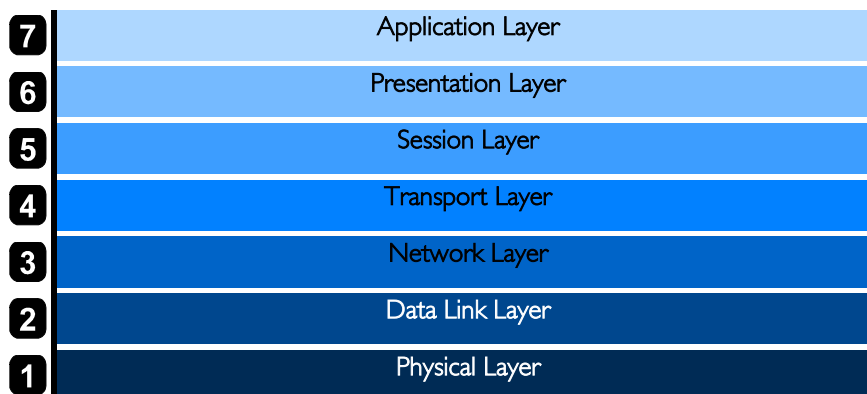 7 Application Layer
6 Presentation Layer
5 Session Layer
4 Transport Layer
3 Network Layer
2 Data Link Layer
1 Physical Layer